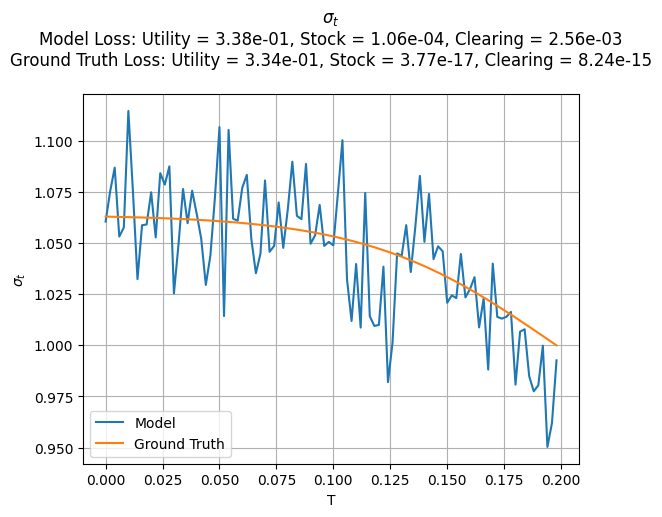 σ_t
Model Loss: Utility = 3.38e-01, Stock = 1.06e-04, Clearing = 2.56e-03
Ground Truth Loss: Utility = 3.34e-01, Stock = 3.77e-17, Clearing = 8.24e-15
1.100
1.075
1.050
1.025
1.000
0.975
0.950
σ_t
Model
Ground Truth
0.000 0.025 0.050 0.075 0.100 0.125 0.150 0.175 0.200
T